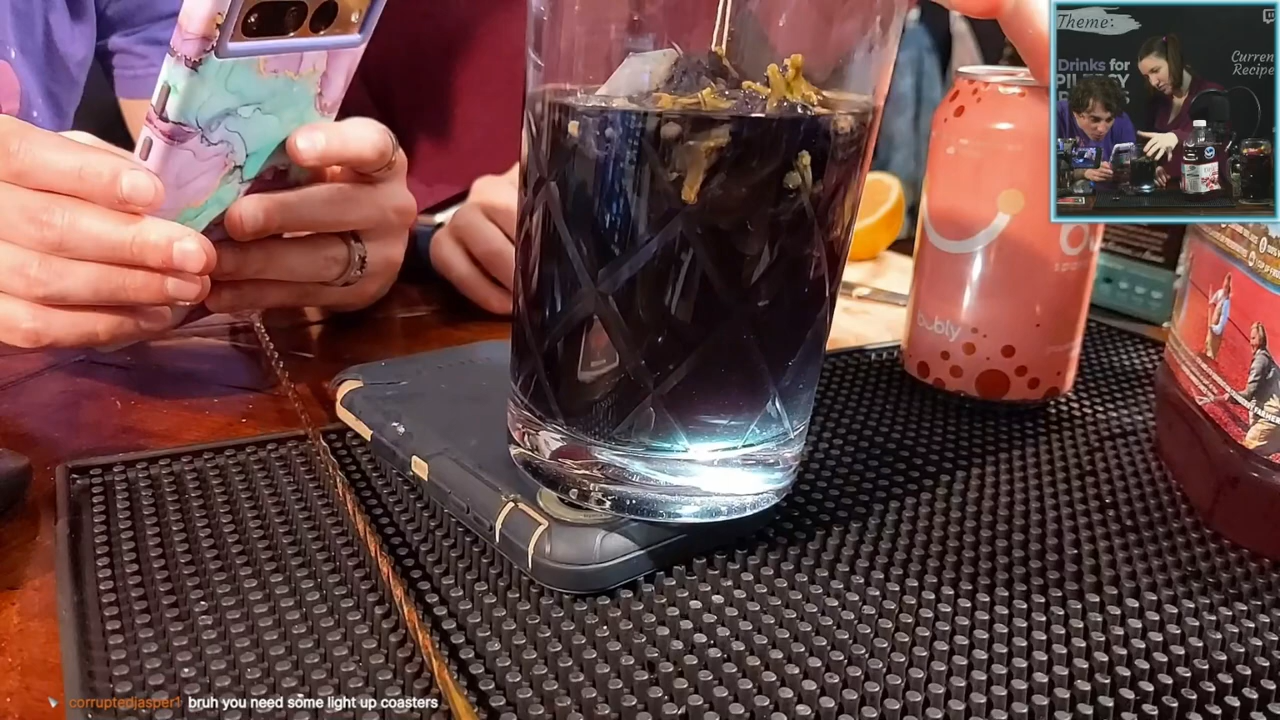 Theme:
Drinks for
Curren
Recipe
bubly
corruptedjasper1 bruh you need some light up coasters